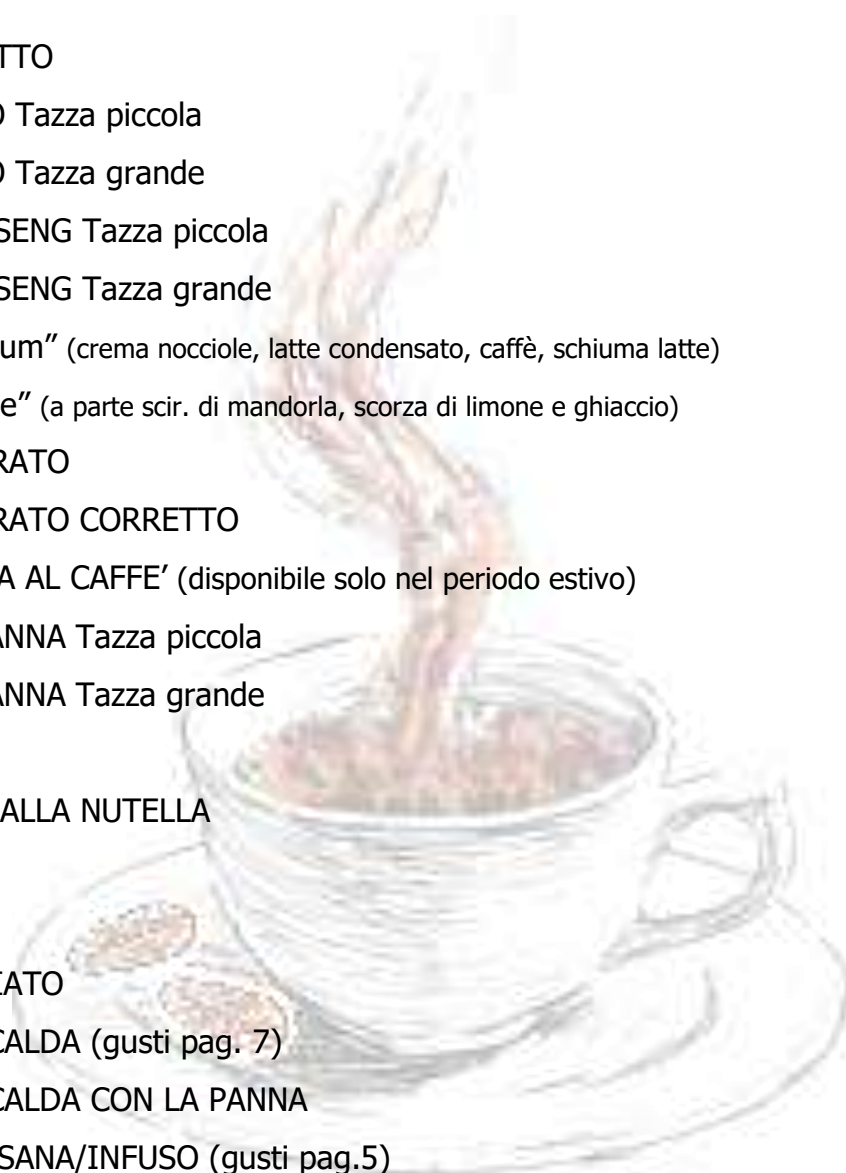 TTO
O Tazza piccola
O Tazza grande
SENG Tazza piccola
SENG Tazza grande
um” (crema nocciole, latte condensato, caffè, schiuma latte)
e” (a parte scir. di mandorla, scorza di limone e ghiaccio)
RATO
RATO CORRETTO
A AL CAFFE’ (disponibile solo nel periodo estivo)
ANNA Tazza piccola
ANNA Tazza grande
ALLA NUTELLA
IATO
CALDA (gusti pag. 7)
CALDA CON LA PANNA
SANA/INFUSO (gusti pag.5)